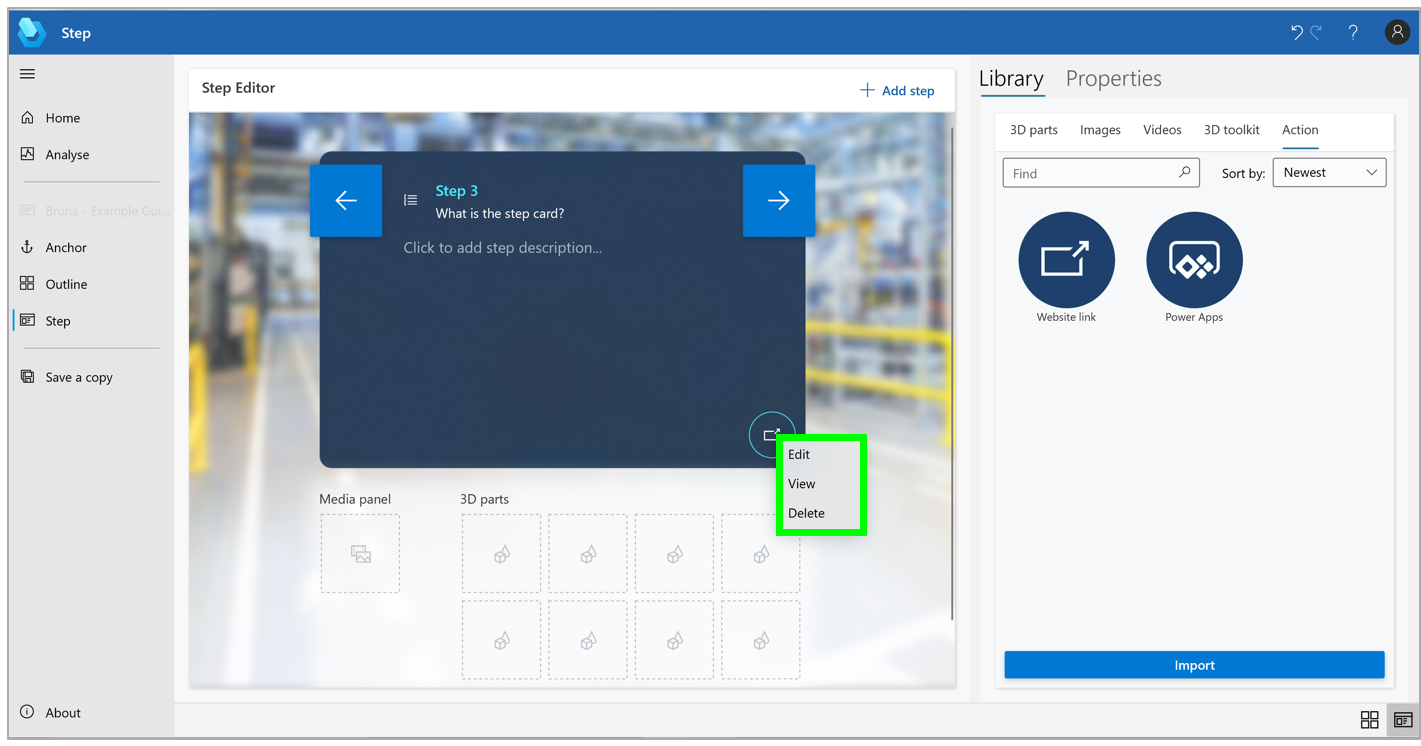 Step
Home
Analyse
Bruna - Example Gui...
Anchor
Outline
Step
Save a copy
About
Step Editor
Add step
Step 3
What is the step card?
Click to add step description...
Edit
View
Delete
Media panel
3D parts
Library
Properties
3D parts
Images
Videos
3D toolkit
Action
Find
Sort by:
Newest
Website link
Power Apps
Import